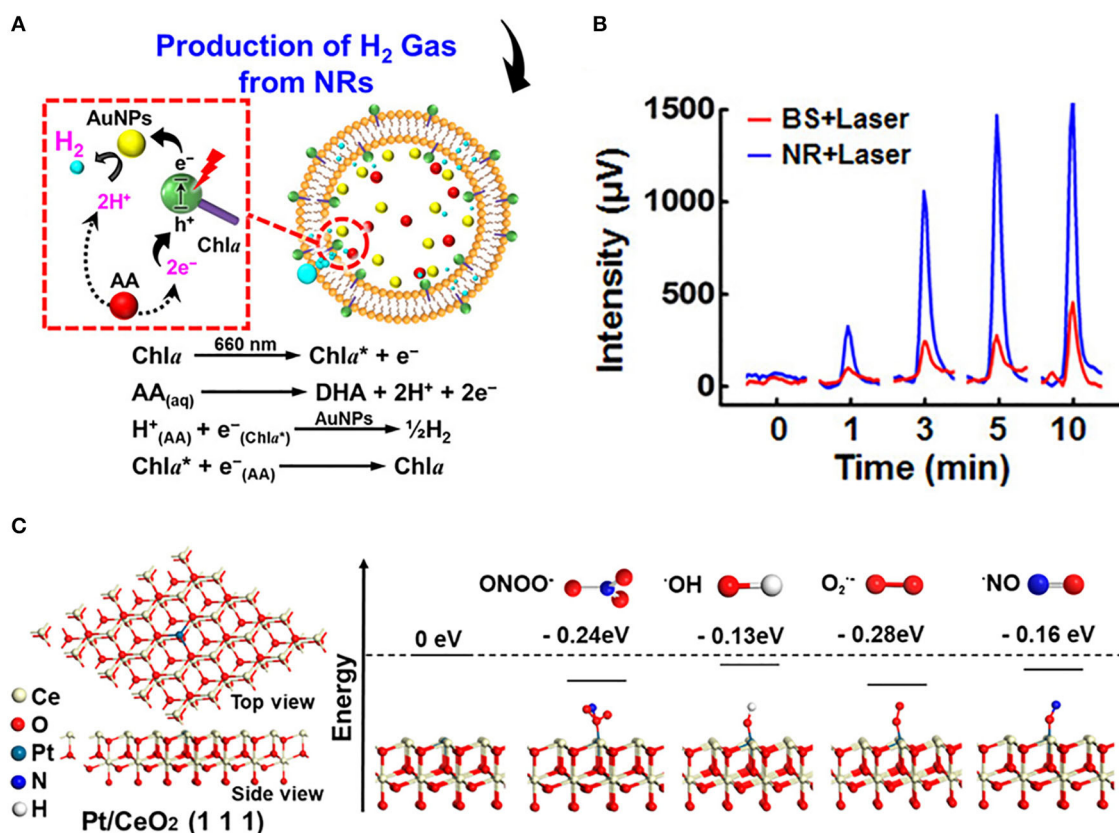 A
Production of H₂ Gas
from NRs
AuNPs
H₂
e⁻
2H⁺
h⁺
Chla
AA
2e⁻
Chla 660 nm → Chla* + e⁻
AA(aq) → DHA + 2H⁺ + 2e⁻
H⁺(AA) + e⁻(Chla*) AuNPs → ½H₂
Chla* + e⁻(AA) → Chla
B
Intensity (µV)
1500
1000
500
0
BS+Laser
NR+Laser
0 1 3 5 10
Time (min)
C
Ce
O
Pt
N
H
Top view
Side view
Pt/CeO₂ (1 1 1)
Energy
ONOO⁻ ·OH O₂·⁻ ·NO
0 eV - 0.24eV - 0.13eV - 0.28eV - 0.16 eV